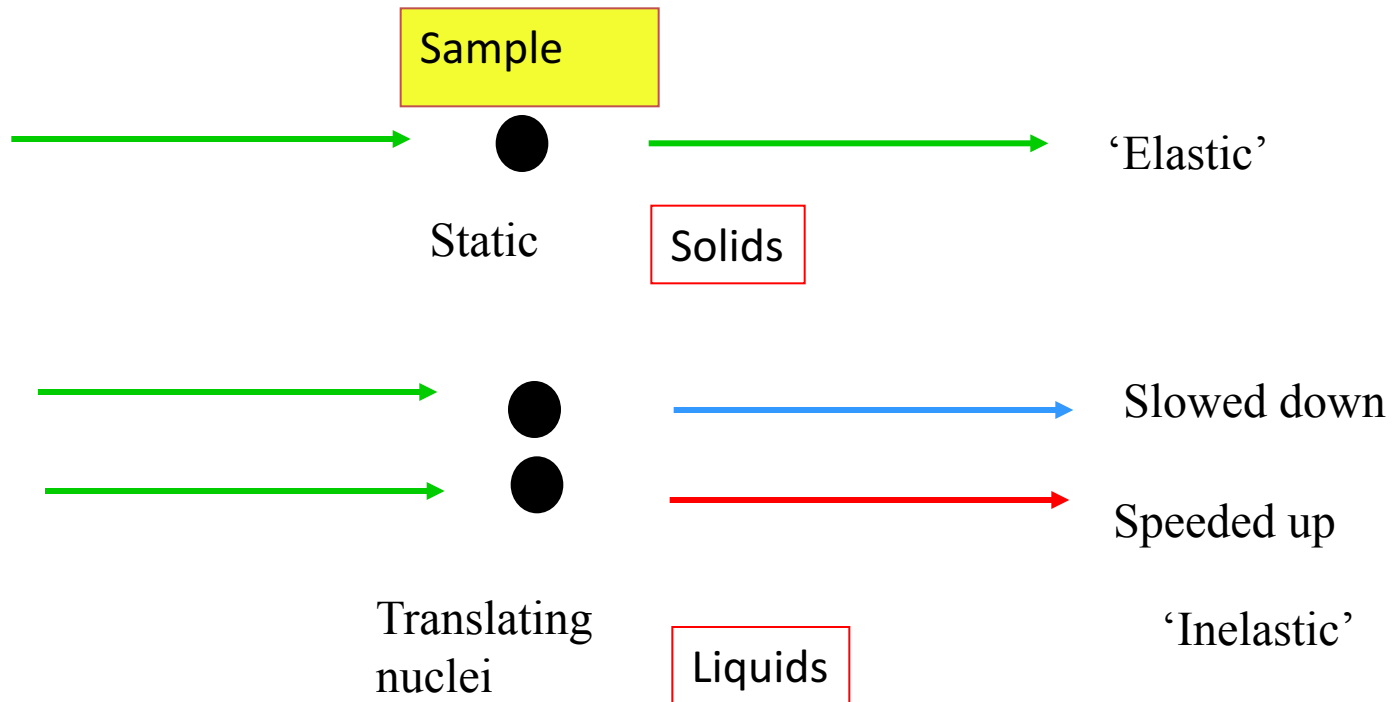 Sample
‘Elastic’
Static
Solids
Slowed down
Speeded up
Translating
nuclei
‘Inelastic’
Liquids